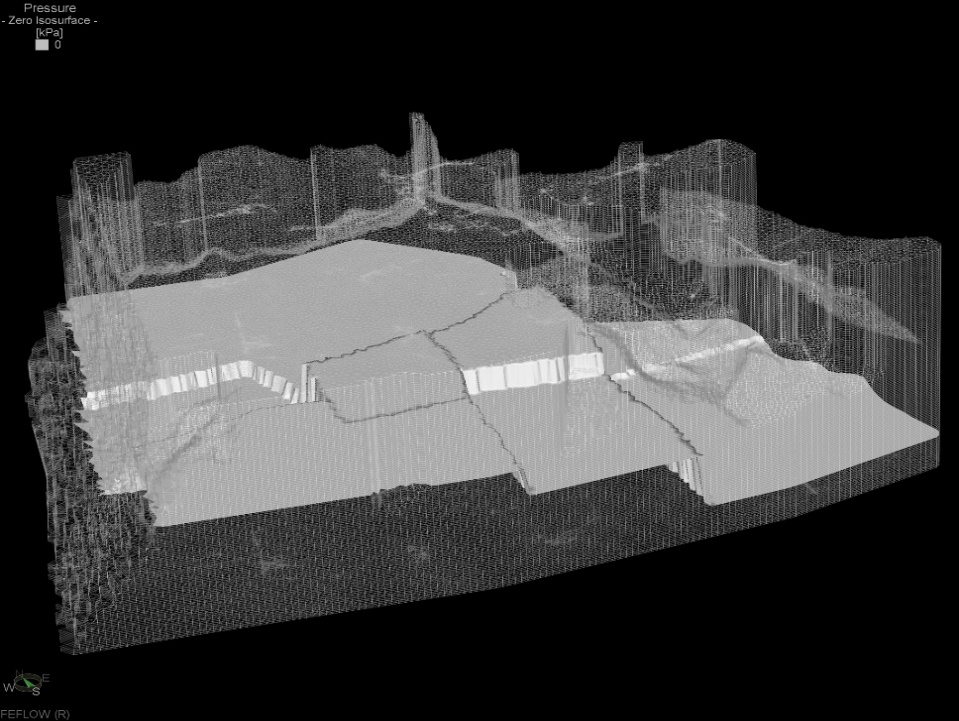 Pressure
- Zero Isosurface -
[kPa]
0
N
E
W
S
FEFLOW (R)